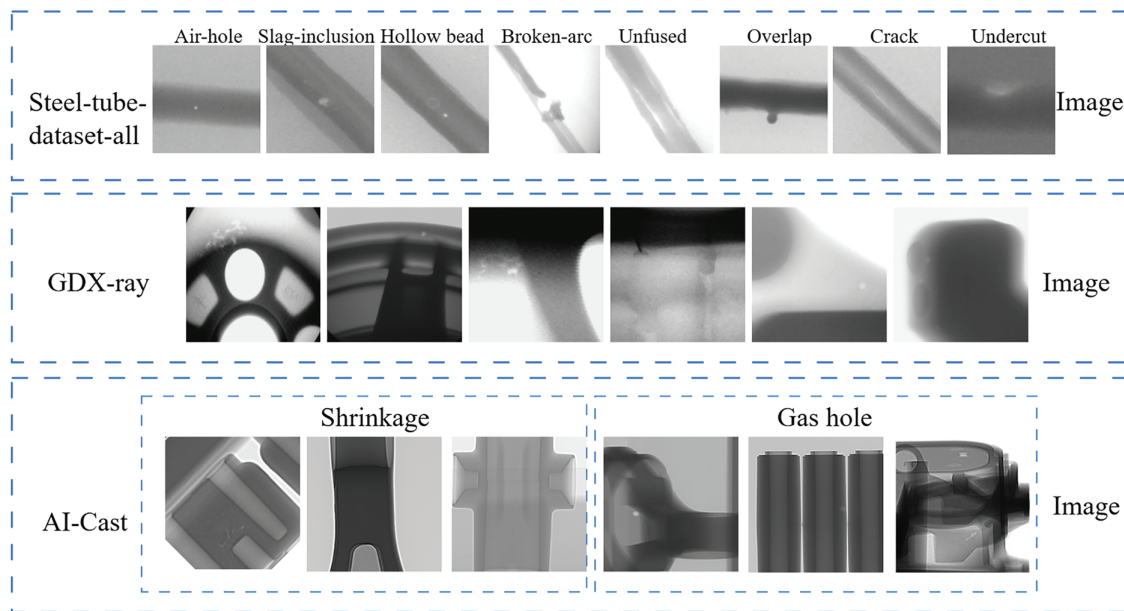 Air-hole Slag-inclusion Hollow bead Broken-arc Unfused Overlap Crack Undercut
Steel-tube-
dataset-all
Image
GDX-ray
Image
Shrinkage
Gas hole
AI-Cast
Image